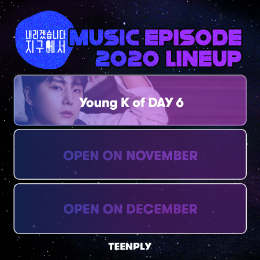 내리겠습니다
지구에서
MUSIC EPISODE
2020 LINEUP
Young K of DAY 6
OPEN ON NOVEMBER
OPEN ON DECEMBER
TEENPLY